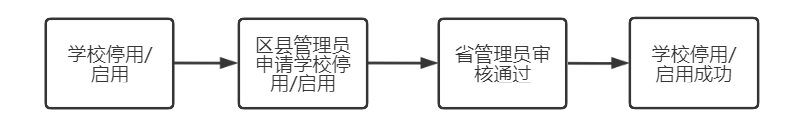 学校停用/
启用
区县管理员
申请学校停
用/启用
省管理员审
核通过
学校停用/
启用成功